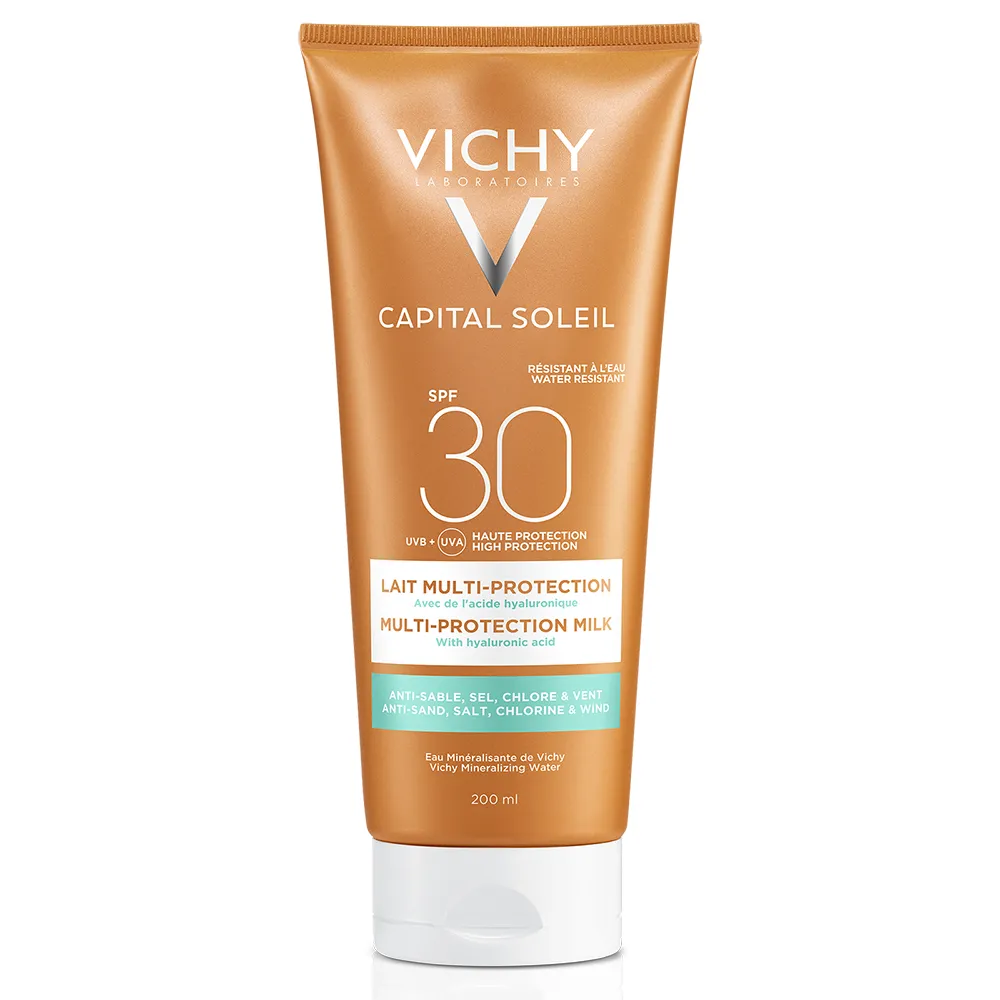 VICHY
LABORATOIRES
V
CAPITAL SOLEIL
RÉSISTANT À L'EAU
WATER RESISTANT
SPF
30
UVB + UVA
HAUTE PROTECTION
HIGH PROTECTION
LAIT MULTI-PROTECTION
Avec de l'acide hyaluronique
MULTI-PROTECTION MILK
With hyaluronic acid
ANTI-SABLE, SEL, CHLORE & VENT
ANTI-SAND, SALT, CHLORINE & WIND
Eau Minéralisante de Vichy
Vichy Mineralizing Water
200 ml